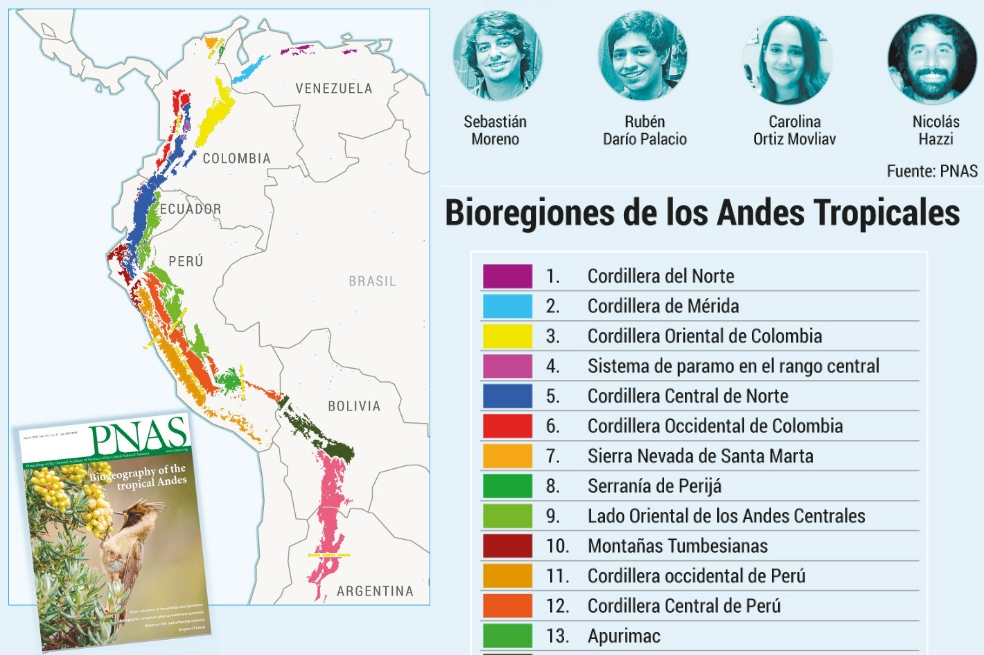 VENEZUELA
COLOMBIA
ECUADOR
PERÚ
BRASIL
BOLIVIA
ARGENTINA
PNAS
Biogeography of the
tropical Andes
Sebastián
Moreno
Rubén
Darío Palacio
Carolina
Ortiz Movliav
Nicolás
Hazzi
Fuente: PNAS
Bioregiones de los Andes Tropicales
1. Cordillera del Norte
2. Cordillera de Mérida
3. Cordillera Oriental de Colombia
4. Sistema de paramo en el rango central
5. Cordillera Central de Norte
6. Cordillera Occidental de Colombia
7. Sierra Nevada de Santa Marta
8. Serranía de Perijá
9. Lado Oriental de los Andes Centrales
10. Montañas Tumbesianas
11. Cordillera occidental de Perú
12. Cordillera Central de Perú
13. Apurimac